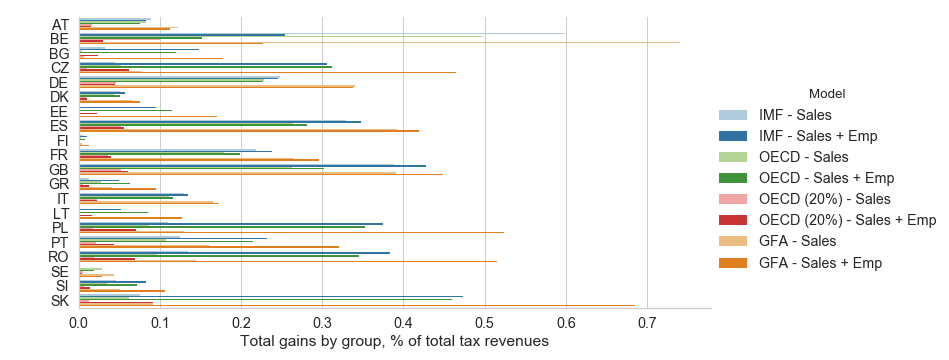 AT
BE
BG
CZ
DE
DK
EE
ES
FI
FR
GB
GR
IT
LT
PL
PT
RO
SE
SI
SK
0.0 0.1 0.2 0.3 0.4 0.5 0.6 0.7
Total gains by group, % of total tax revenues
Model
IMF - Sales
IMF - Sales + Emp
OECD - Sales
OECD - Sales + Emp
OECD (20%) - Sales
OECD (20%) - Sales + Emp
GFA - Sales
GFA - Sales + Emp